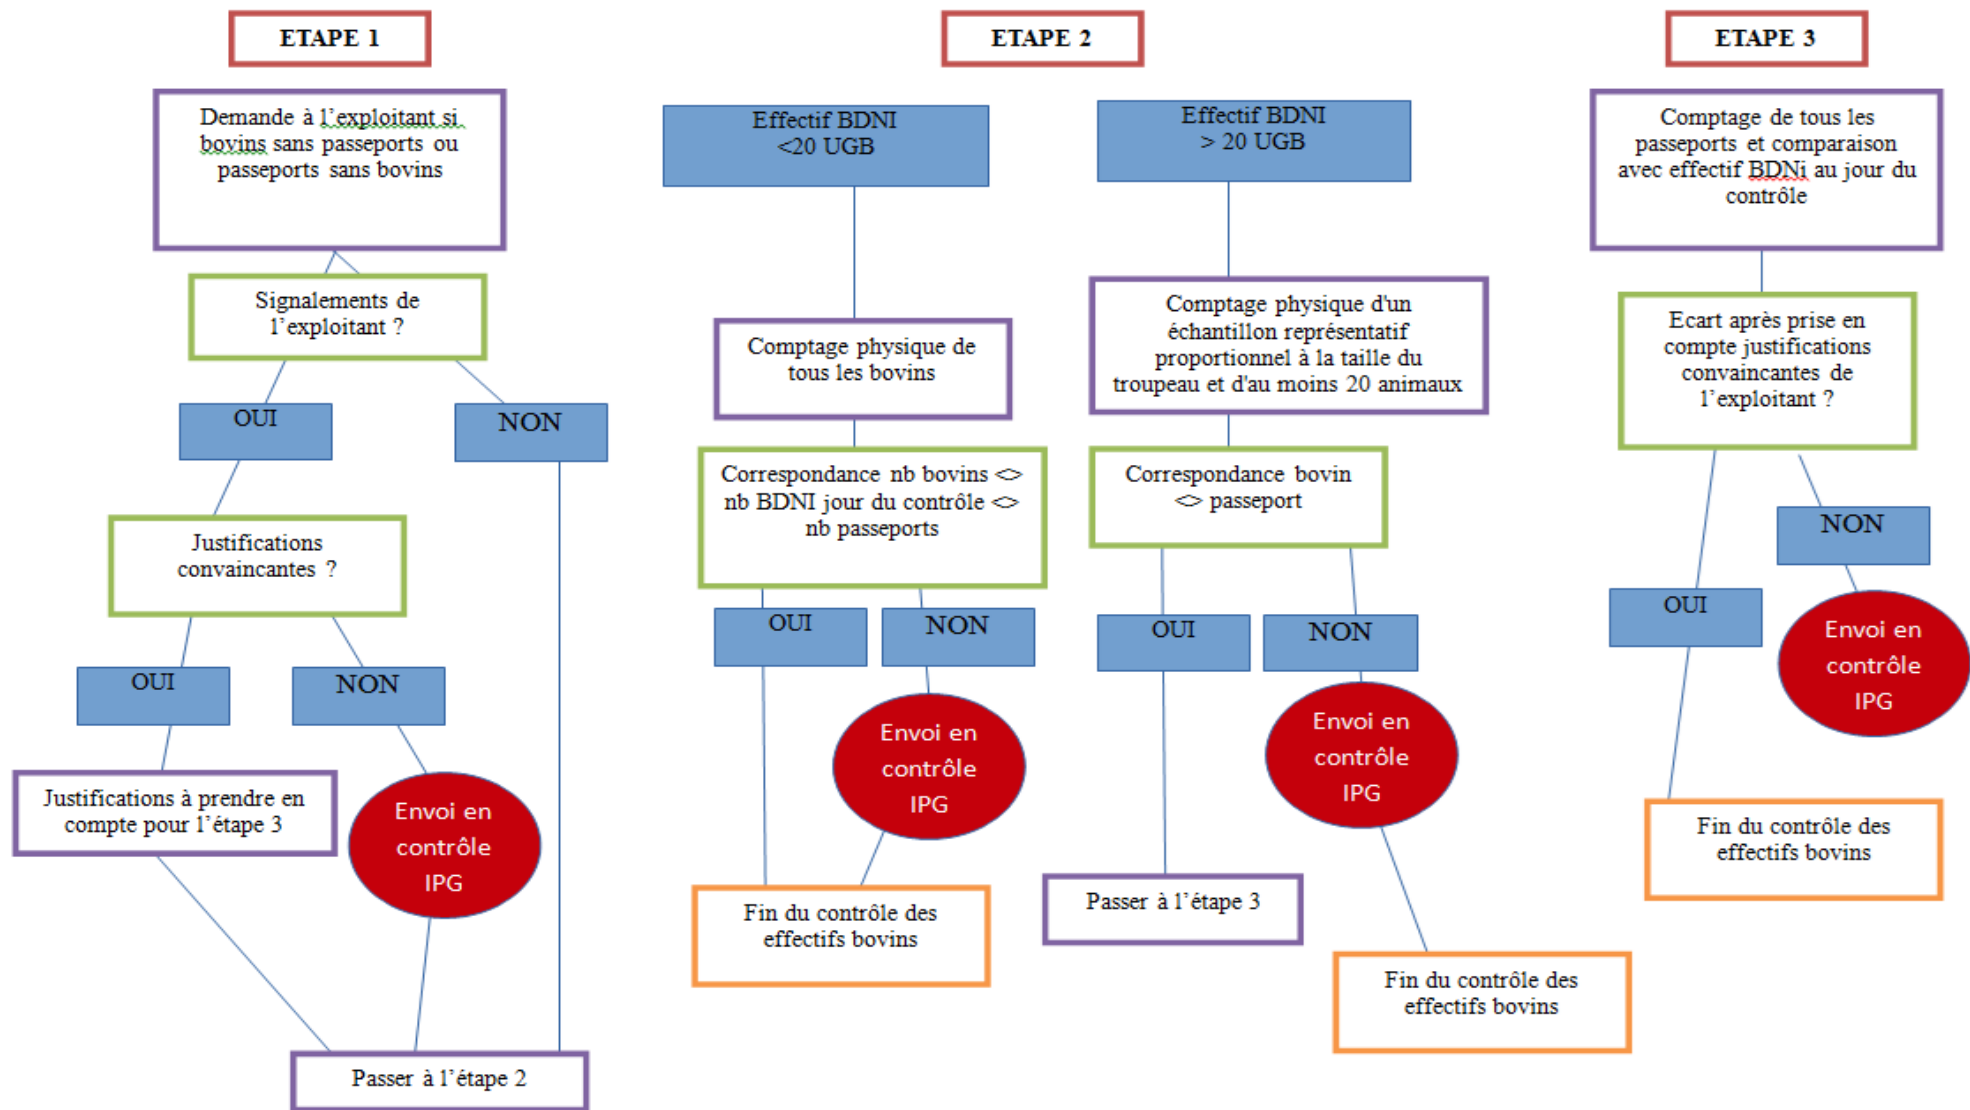 ETAPE 1
Demande à l'exploitant si
bovins sans passeports ou
passeports sans bovins
Signalements de
l'exploitant ?
OUI
NON
Justifications
convaincantes ?
OUI
NON
Justifications à prendre en
compte pour l'étape 3
Envoi en
contrôle
IPG
Passer à l'étape 2
ETAPE 2
Effectif BDNI
<20 UGB
Comptage physique de
tous les bovins
Correspondance nb bovins <>
nb BDNI jour du contrôle <>
nb passeports
OUI
NON
Envoi en
contrôle
IPG
Fin du contrôle des
effectifs bovins
Effectif BDNI
> 20 UGB
Comptage physique d'un
échantillon représentatif
proportionnel à la taille du
troupeau et d'au moins 20 animaux
Correspondance bovin
<> passeport
OUI
NON
Envoi en
contrôle
IPG
Passer à l'étape 3
Fin du contrôle des
effectifs bovins
ETAPE 3
Comptage de tous les
passeports et comparaison
avec effectif BDNi au jour du
contrôle
Ecart après prise en
compte justifications
convaincantes de
l'exploitant ?
NON
OUI
Envoi en
contrôle
IPG
Fin du contrôle des
effectifs bovins